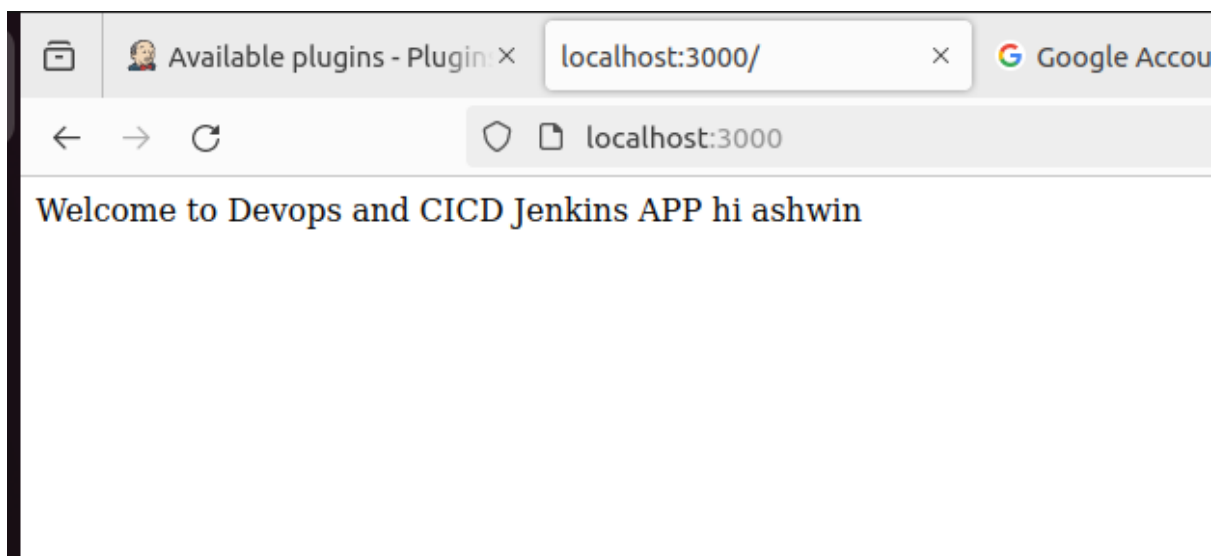 Available plugins - Plugin
localhost:3000/
Google Accou
localhost:3000
Welcome to Devops and CICD Jenkins APP hi ashwin